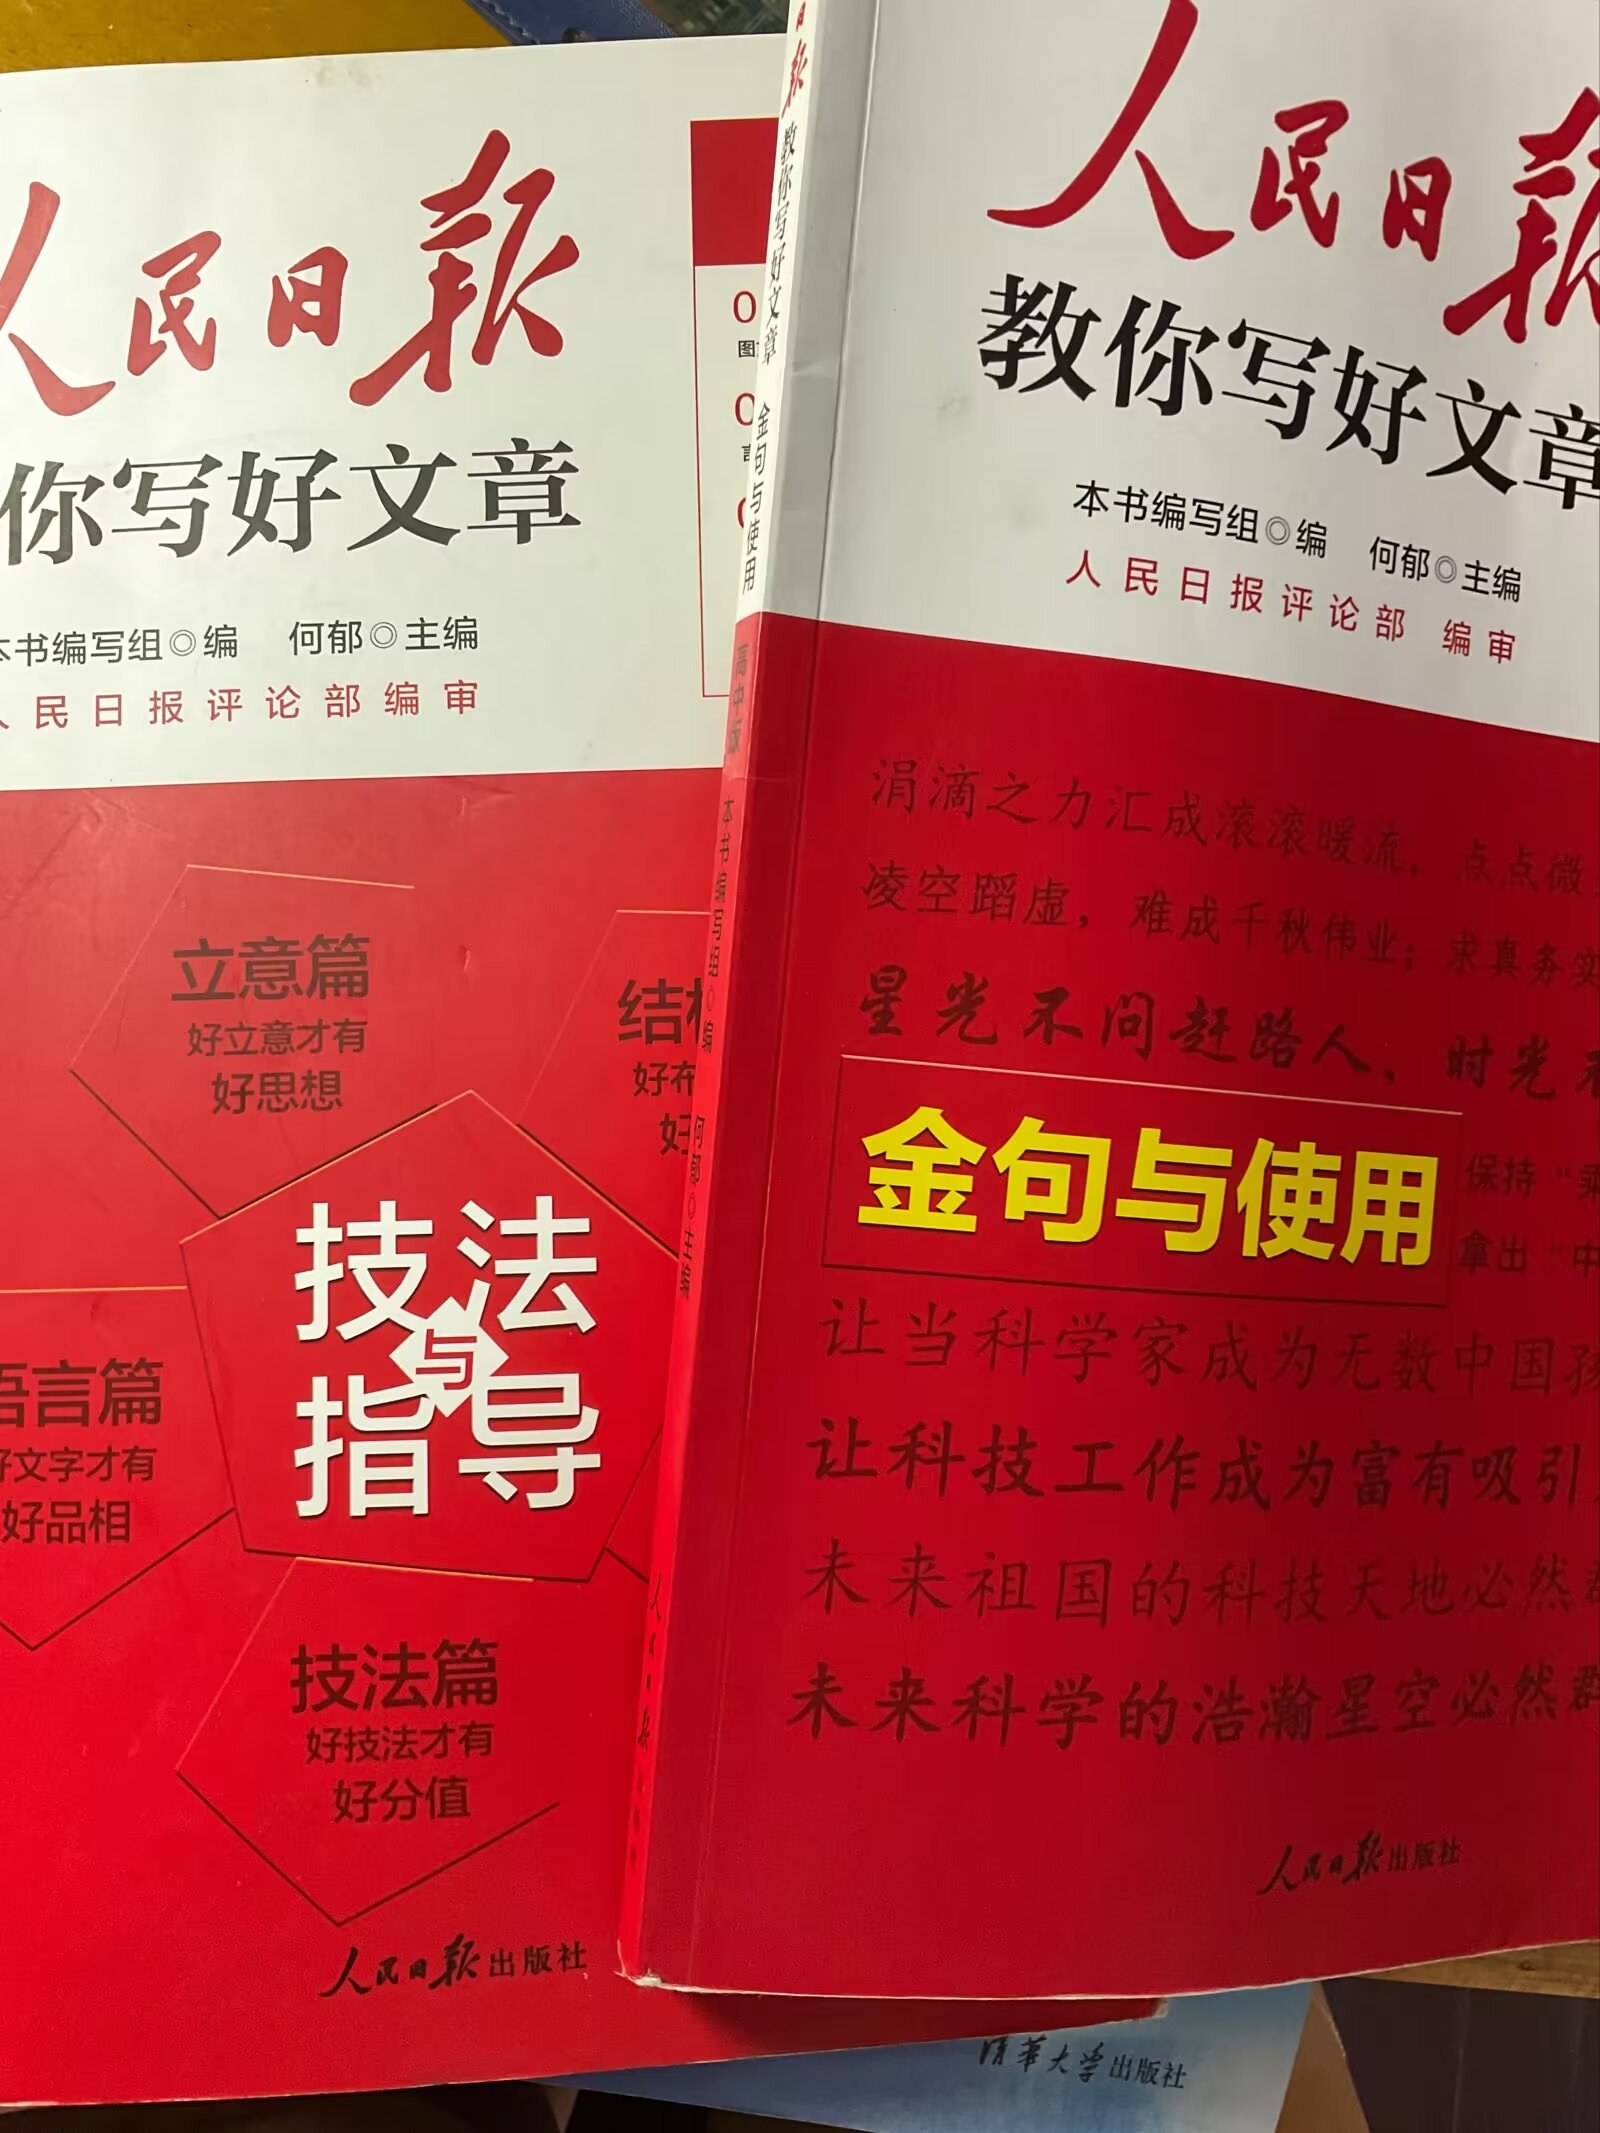 人民日报
你写好文章
本书编写组◎编 何郁◎主编
人民日报评论部编审
立意篇
好立意才有
好思想
技法
与
指导
语言篇
好文字才有
好品相
技法篇
好技法才有
好分值
人民日报出版社
日报 教你写好文章 金句与使用 高中版 本书编写组◎编 何郁◎主编 人民日报
人民日报
教你写好文章
本书编写组◎编 何郁◎主编
人民日报评论部 编审
涓滴之力汇成滚滚暖流,点点微
凌空蹈虚,难成千秋伟业;求真务实
星光不问赶路人,时光
金句与使用
保持“乘
拿出“中
让当科学家成为无数中国孩
让科技工作成为富有吸引
未来祖国的科技天地必然群
未来科学的浩瀚星空必然群
人民日报出版社
清华大学出版社